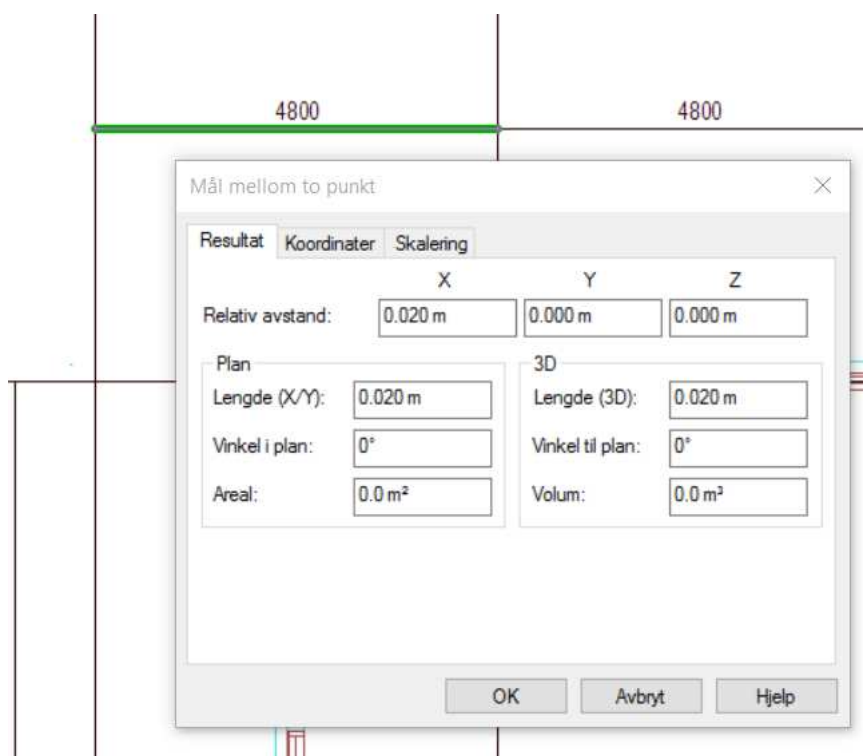 4800 4800
Mål mellom to punkt
Resultat Koordinater Skalering
X Y Z
Relativ avstand: 0.020 m 0.000 m 0.000 m
Plan 3D
Lengde (X/Y): 0.020 m Lengde (3D): 0.020 m
Vinkel i plan: 0° Vinkel til plan: 0°
Areal: 0.0 m² Volum: 0.0 m³
OK Avbryt Hjelp